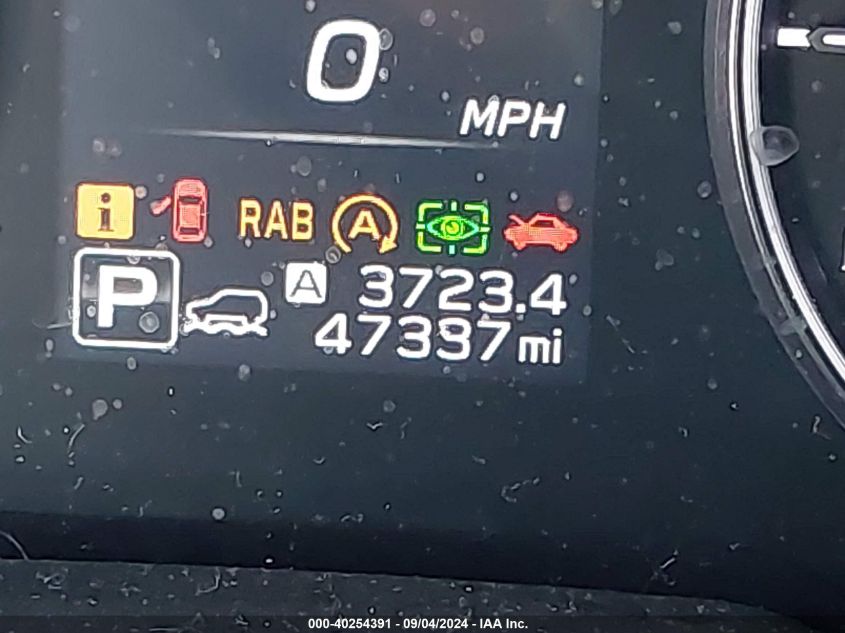 0
MPH
i RAB A
P A 3723.4
47337 mi
000-40254391 - 09/04/2024 - IAA Inc.